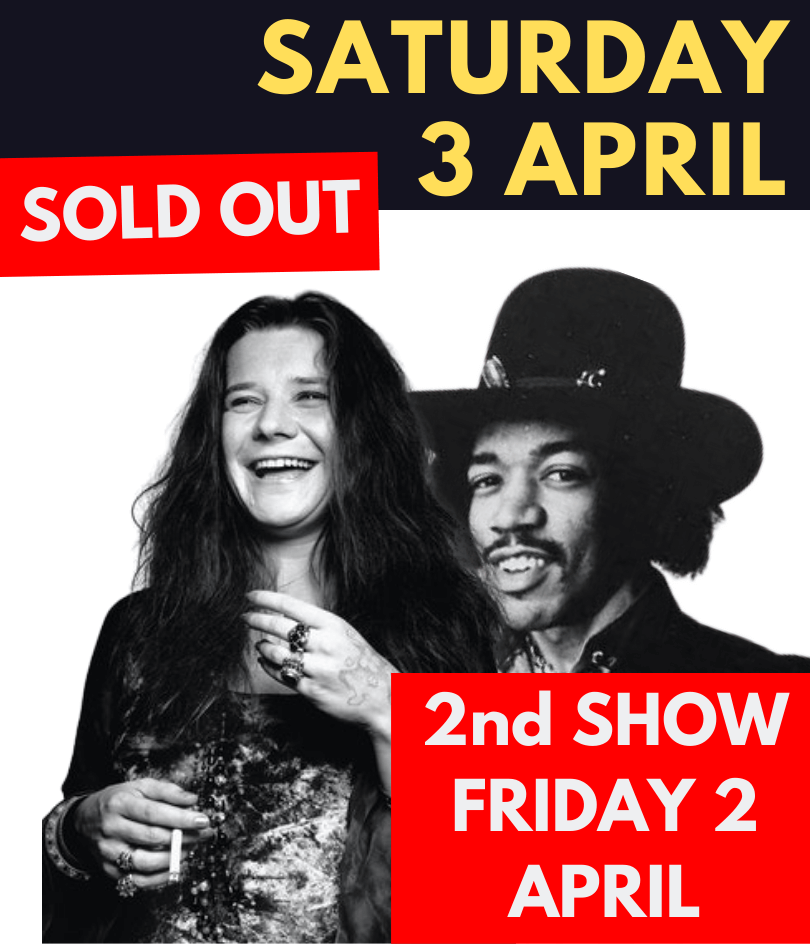 SATURDAY
3 APRIL
SOLD OUT
2nd SHOW
FRIDAY 2
APRIL